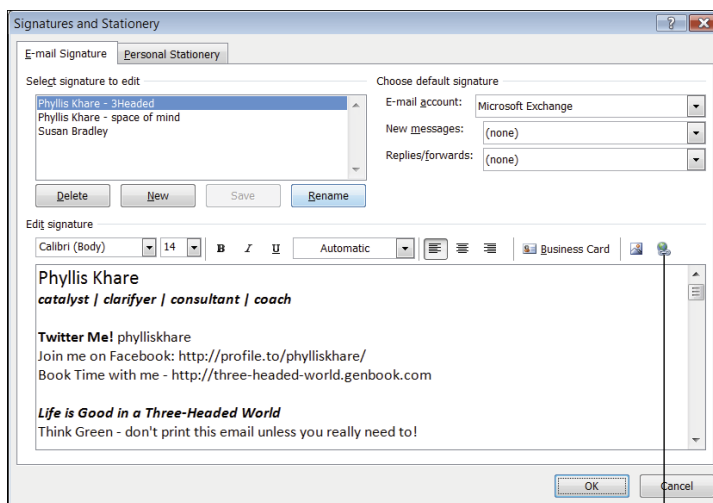 Signatures and Stationery
E-mail Signature Personal Stationery
Select signature to edit
Choose default signature
Phyllis Khare - 3Headed
Phyllis Khare - space of mind
Susan Bradley
E-mail account: Microsoft Exchange
New messages: (none)
Replies/forwards: (none)
Delete New Save Rename
Edit signature
Calibri (Body) 14 B I U Automatic Business Card
Phyllis Khare
catalyst | clarifyer | consultant | coach
Twitter Me! phylliskhare
Join me on Facebook: http://profile.to/phylliskhare/
Book Time with me - http://three-headed-world.genbook.com
Life is Good in a Three-Headed World
Think Green - don't print this email unless you really need to!
OK Cancel